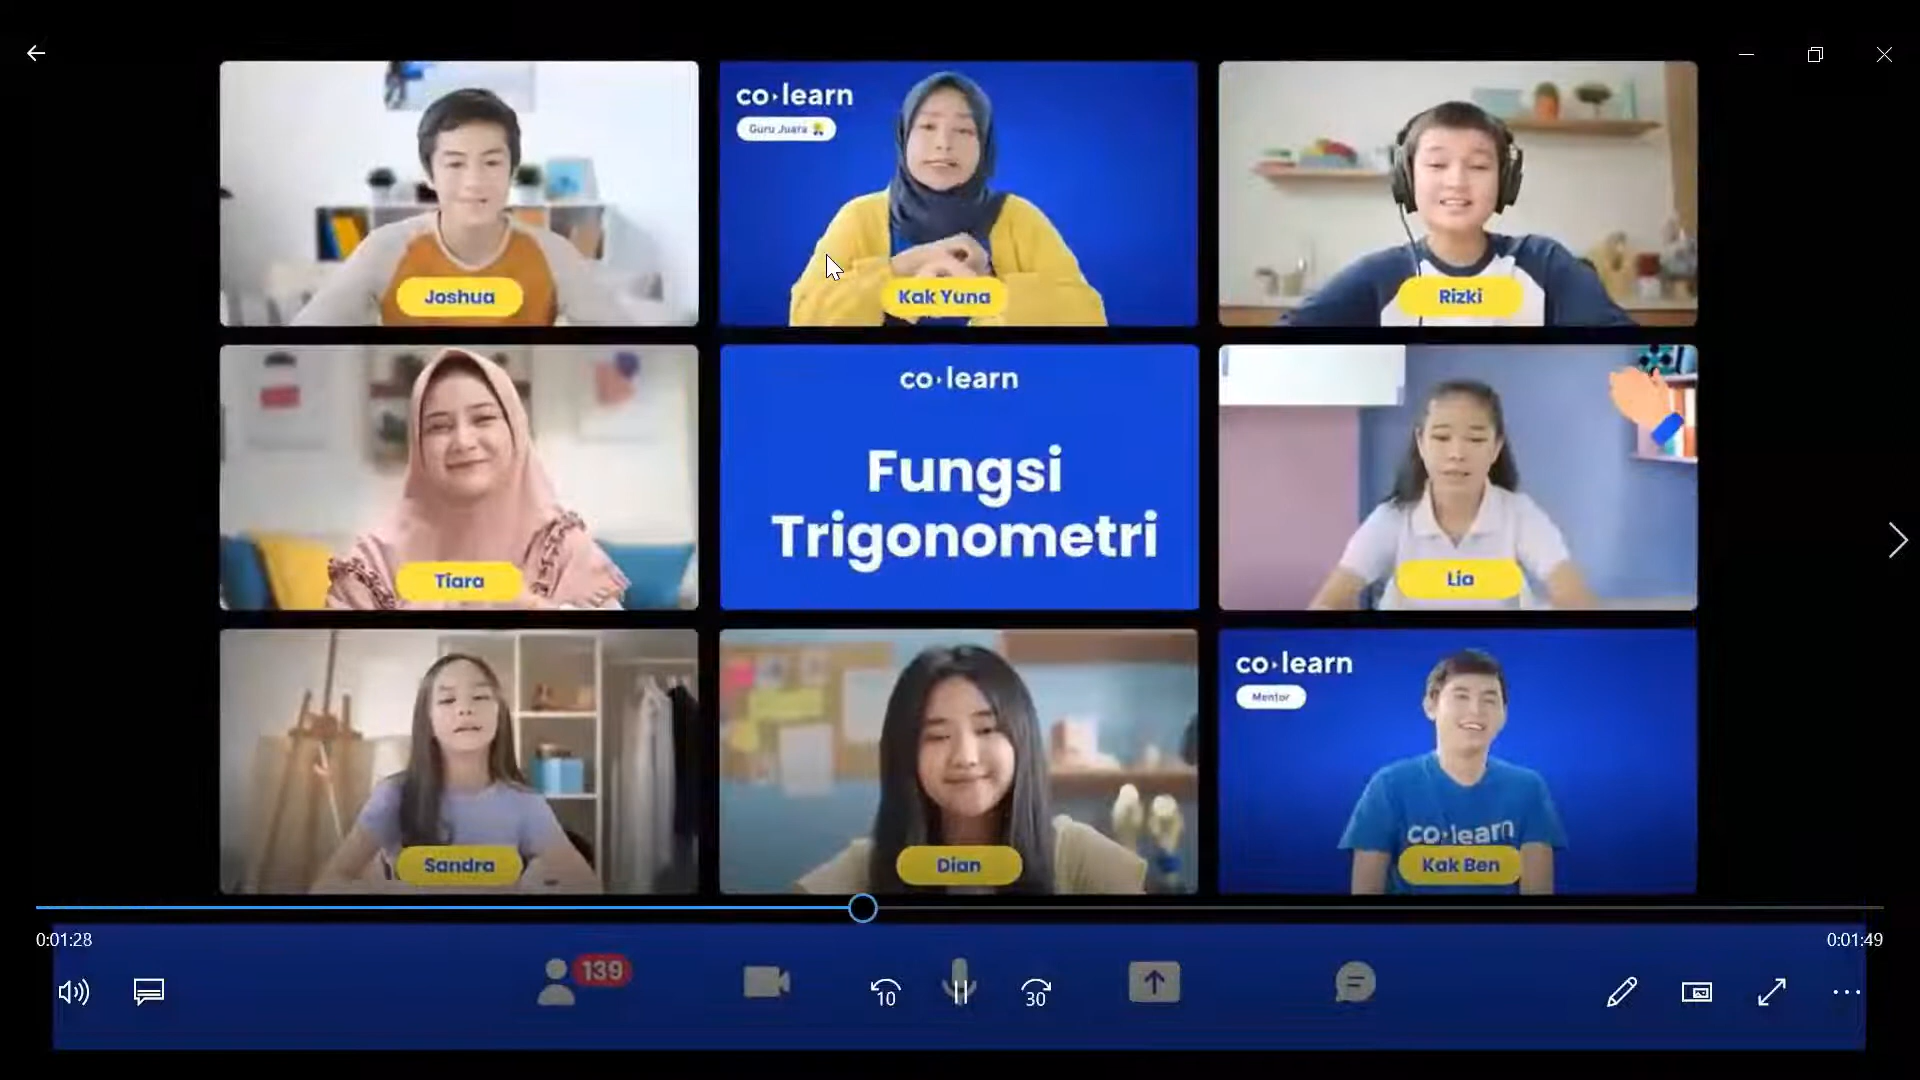 co·learn
Guru Juara
Joshua
Kak Yuna
Rizki
co·learn
Fungsi
Trigonometri
Tiara
Lia
co·learn
Mentor
co·learn
Sandra
Dian
Kak Ben
0:01:28
0:01:49
139
10
30